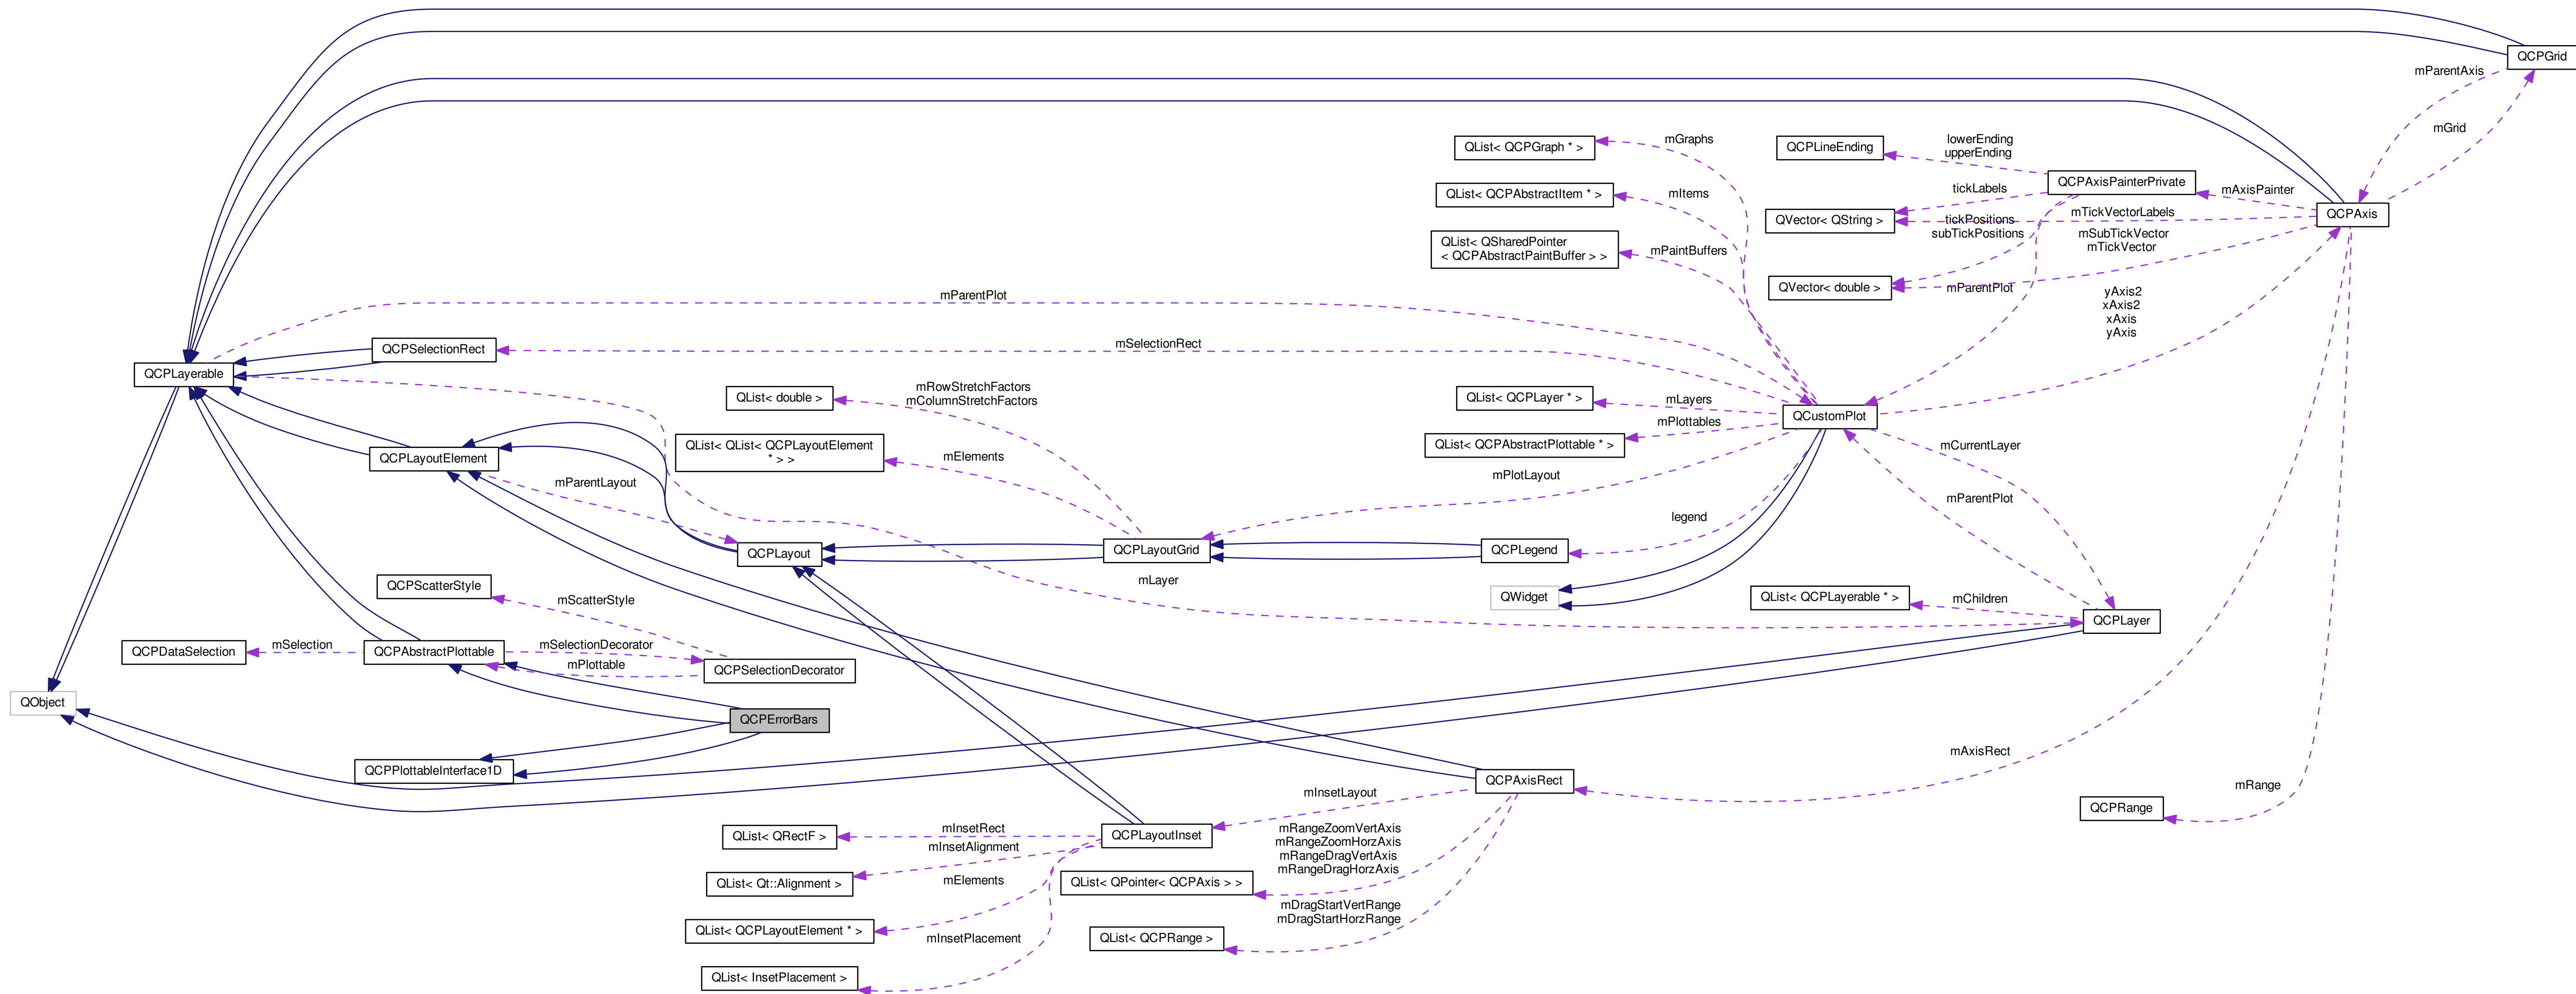 QCPGrid
mParentAxis
mGrid
mGraphs
QList< QCPGraph * >
QCPLineEnding
lowerEnding
upperEnding
QCPAxisPainterPrivate
mAxisPainter
QList< QCPAbstractItem * >
mItems
tickLabels
QVector< QString >
mTickVectorLabels
QCPAxis
tickPositions
subTickPositions
mSubTickVector
mTickVector
QList< QSharedPointer
< QCPAbstractPaintBuffer > >
mPaintBuffers
QVector< double >
mParentPlot
mParentPlot
yAxis2
xAxis2
xAxis
yAxis
QCPSelectionRect
mSelectionRect
QCPLayerable
QList< double >
mRowStretchFactors
mColumnStretchFactors
QList< QCPLayer * >
mLayers
QCustomPlot
mPlottables
QList< QCPAbstractPlottable * >
QList< QList< QCPLayoutElement
* > >
mElements
QCPLayoutElement
mCurrentLayer
mParentLayout
mPlotLayout
mParentPlot
legend
QCPLayout
QCPLayoutGrid
QCPLegend
mLayer
QCPScatterStyle
mScatterStyle
QWidget
QList< QCPLayerable * >
mChildren
QCPLayer
QCPDataSelection
mSelection
QCPAbstractPlottable
mSelectionDecorator
mPlottable
QCPSelectionDecorator
QObject
QCPErrorBars
mAxisRect
QCPPlottableInterface1D
QCPAxisRect
mRange
mInsetLayout
QCPRange
QList< QRectF >
mInsetRect
QCPLayoutInset
mInsetAlignment
mRangeZoomVertAxis
mRangeZoomHorzAxis
mRangeDragVertAxis
mRangeDragHorzAxis
QList< Qt::Alignment >
mElements
QList< QPointer< QCPAxis > >
mDragStartVertRange
mDragStartHorzRange
QList< QCPLayoutElement * >
mInsetPlacement
QList< QCPRange >
QList< InsetPlacement >